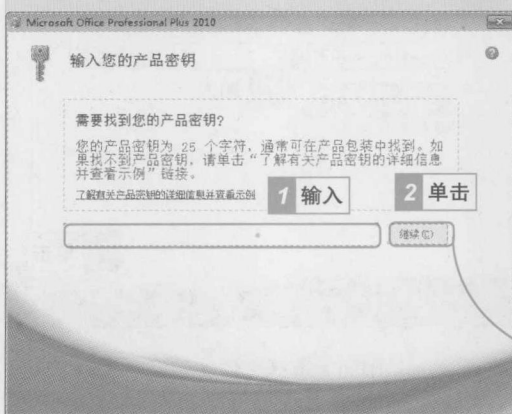 Microsoft Office Professional Plus 2010
输入您的产品密钥
需要找到您的产品密钥?
您的产品密钥为 25 个字符，通常可在产品包装中找到。如
果找不到产品密钥，请单击“了解有关产品密钥的详细信息
并查看示例”链接。
了解有关产品密钥的详细信息并查看示例
1 输入
2 单击
继续(C)